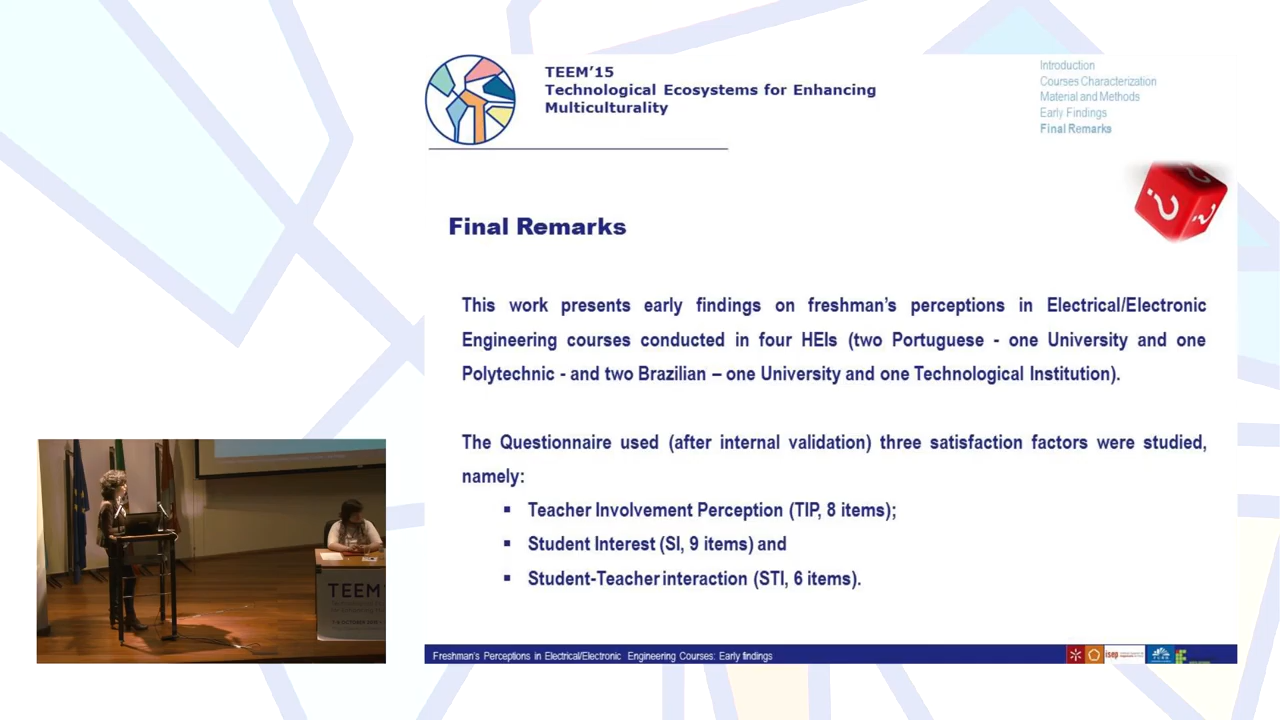 TEEM’15
Technological Ecosystems for Enhancing
Multiculturality
Introduction
Courses Characterization
Material and Methods
Early Findings
Final Remarks
Final Remarks
This work presents early findings on freshman’s perceptions in Electrical/Electronic
Engineering courses conducted in four HEIs (two Portuguese - one University and one
Polytechnic - and two Brazilian – one University and one Technological Institution).
The Questionnaire used (after internal validation) three satisfaction factors were studied,
namely:
▪ Teacher Involvement Perception (TIP, 8 items);
▪ Student Interest (SI, 9 items) and
▪ Student-Teacher interaction (STI, 6 items).
TEEM
Freshman’s Perceptions in Electrical/Electronic Engineering Courses: Early findings
isep